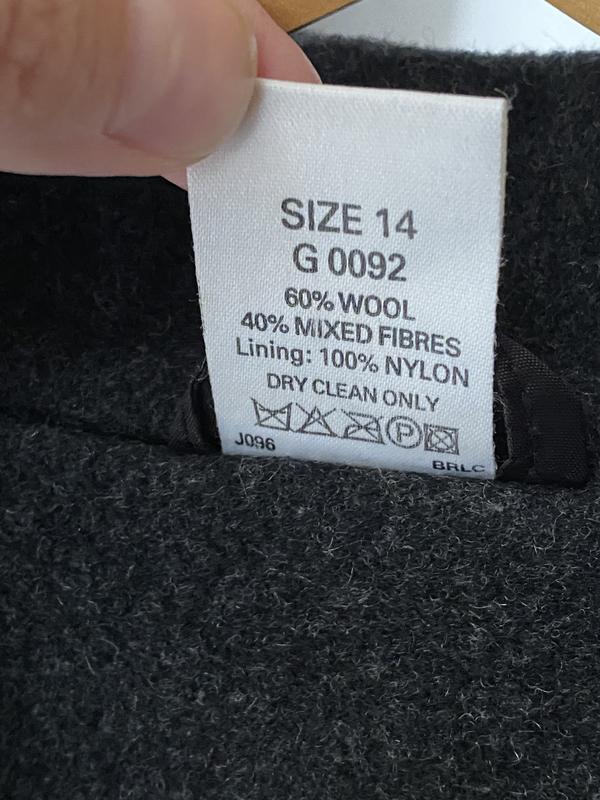 SIZE 14
G 0092
60% WOOL
40% MIXED FIBRES
Lining: 100% NYLON
DRY CLEAN ONLY
P
J096
BRLC